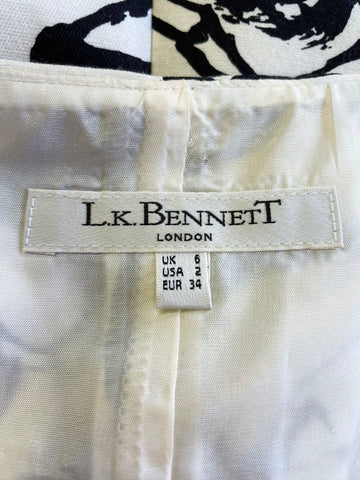 L.K.BENNETT
LONDON
UK 6
USA 2
EUR 34